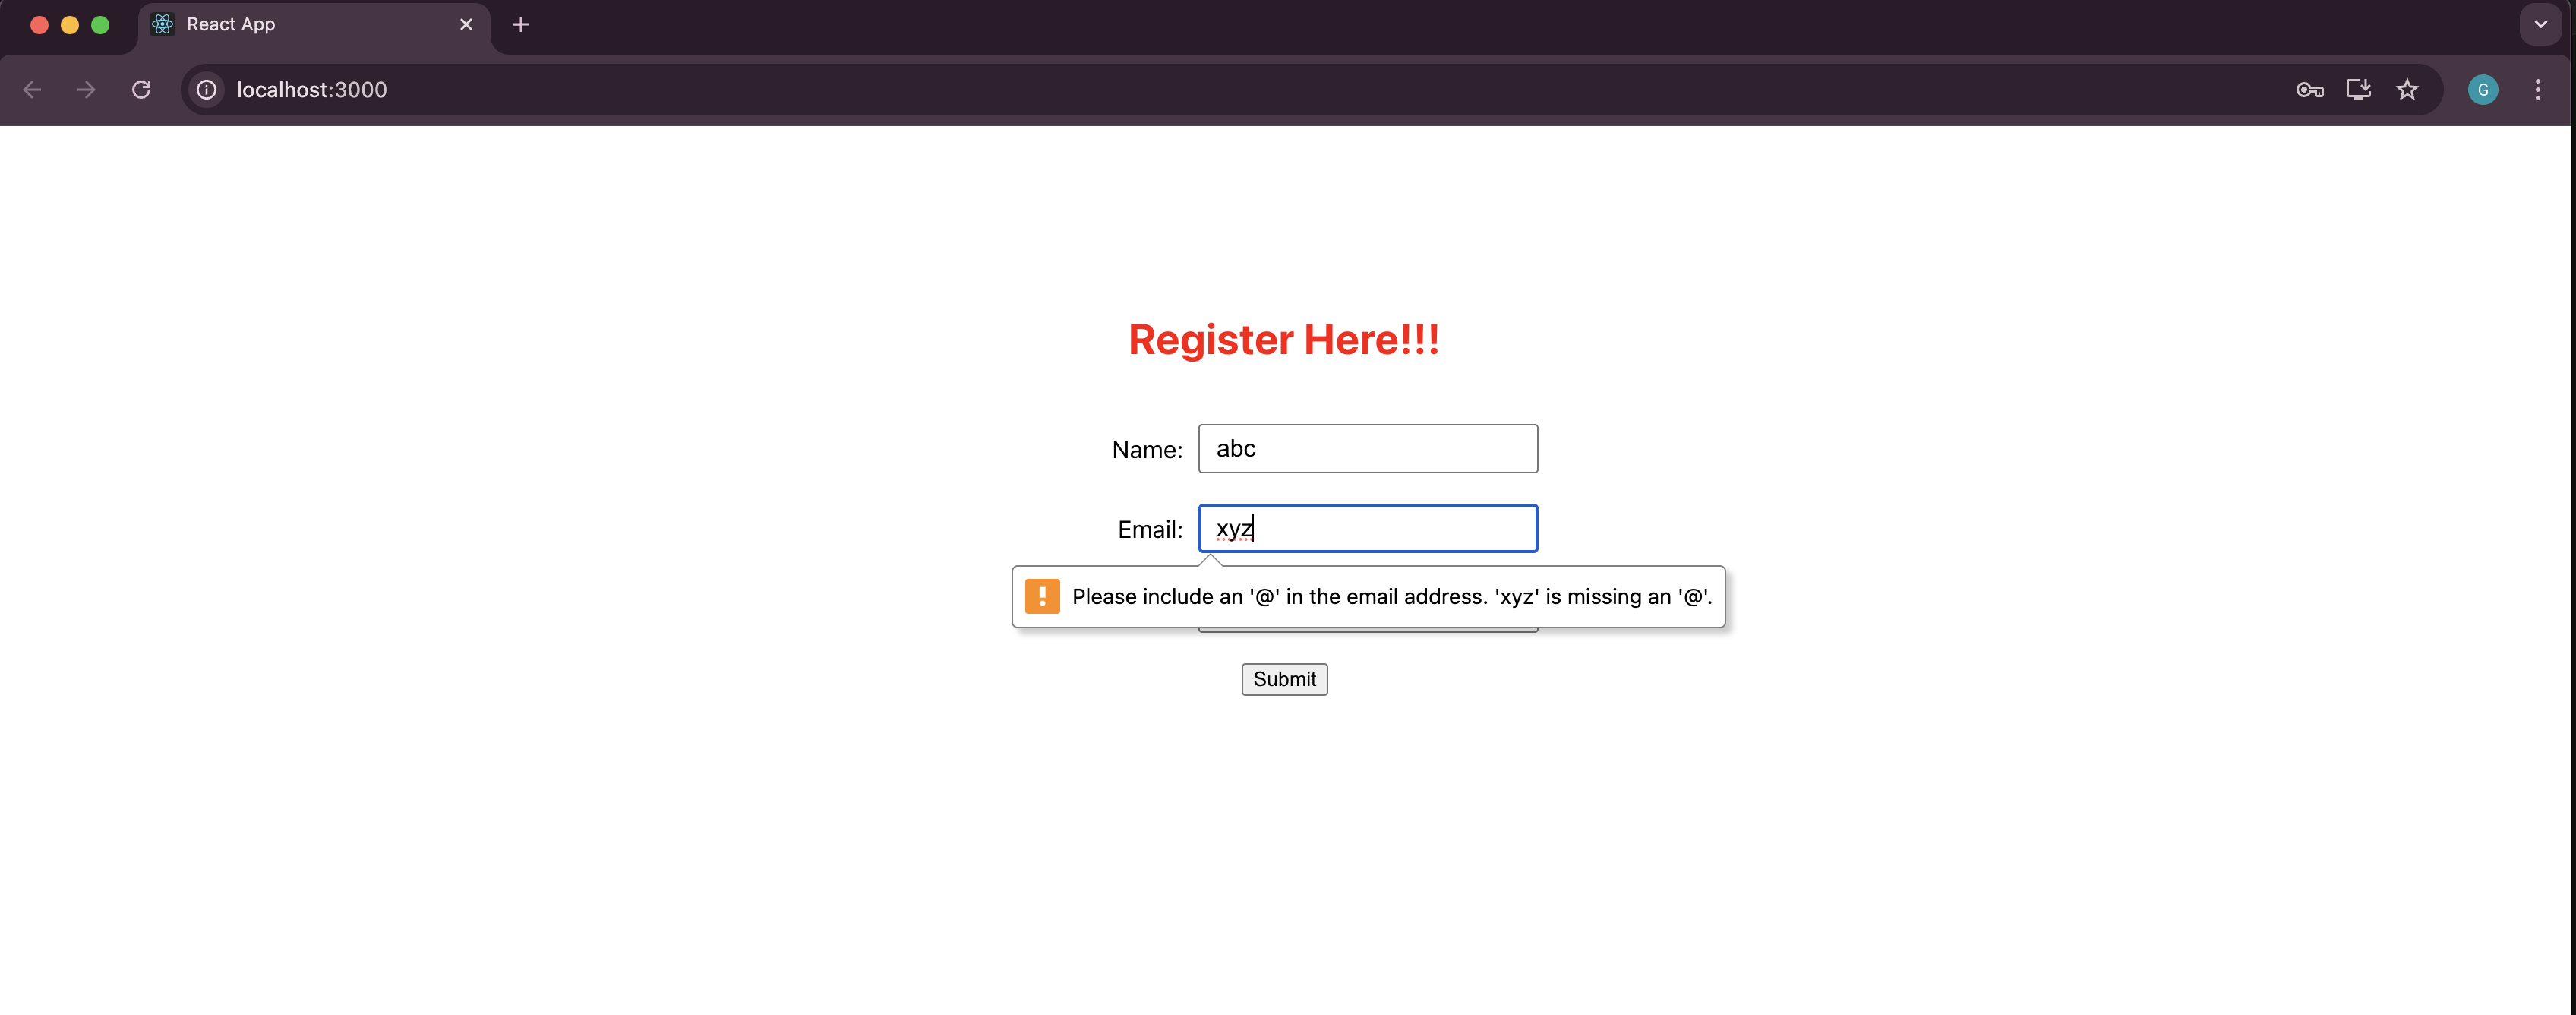 React App
localhost:3000
G
Register Here!!!
Name: abc
Email: xyz
Please include an '@' in the email address. 'xyz' is missing an '@'.
Submit